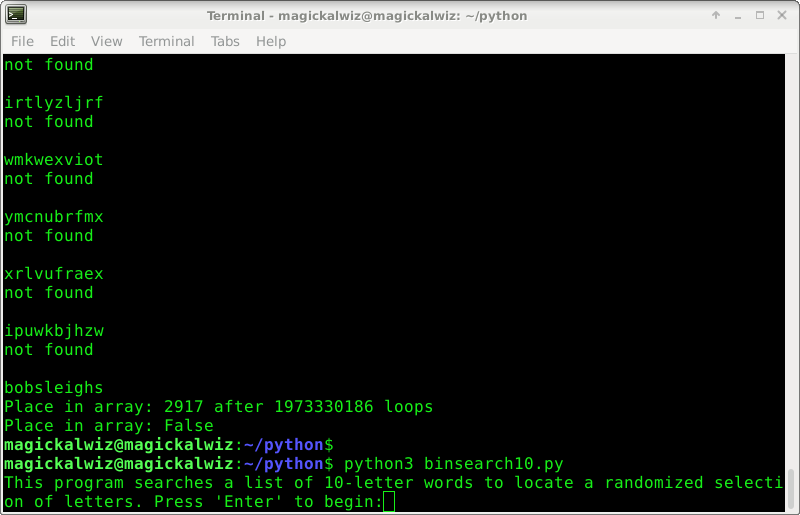 Terminal - magickalwiz@magickalwiz: ~/python
File Edit View Terminal Tabs Help
not found
irtlyzljrf
not found
wmkwexviot
not found
ymcnubrfmx
not found
xrlvufraex
not found
ipuwkbjhzw
not found
bobsleighs
Place in array: 2917 after 1973330186 loops
Place in array: False
magickalwiz@magickalwiz:~/python$
magickalwiz@magickalwiz:~/python$ python3 binsearch10.py
This program searches a list of 10-letter words to locate a randomized selecti
on of letters. Press 'Enter' to begin: